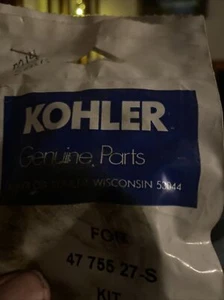 KOHLER
Genuine Parts
WISCONSIN 53044
FOR
47 755 27-S
KIT